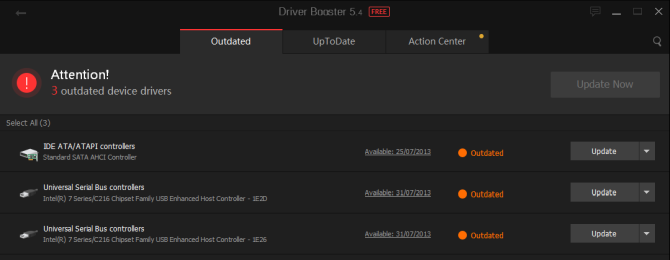 Driver Booster 5.4 FREE
Outdated UpToDate Action Center
Attention!
3 outdated device drivers
Update Now
Select All (3)
IDE ATA/ATAPI controllers
Standard SATA AHCI Controller
Available: 25/07/2013 Outdated Update
Universal Serial Bus controllers
Intel(R) 7 Series/C216 Chipset Family USB Enhanced Host Controller - 1E2D
Available: 31/07/2013 Outdated Update
Universal Serial Bus controllers
Intel(R) 7 Series/C216 Chipset Family USB Enhanced Host Controller - 1E26
Available: 31/07/2013 Outdated Update